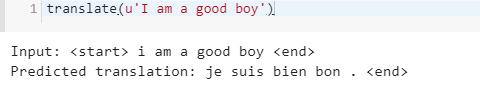 1 translate(u'I am a good boy')
Input: <start> i am a good boy <end>
Predicted translation: je suis bien bon . <end>